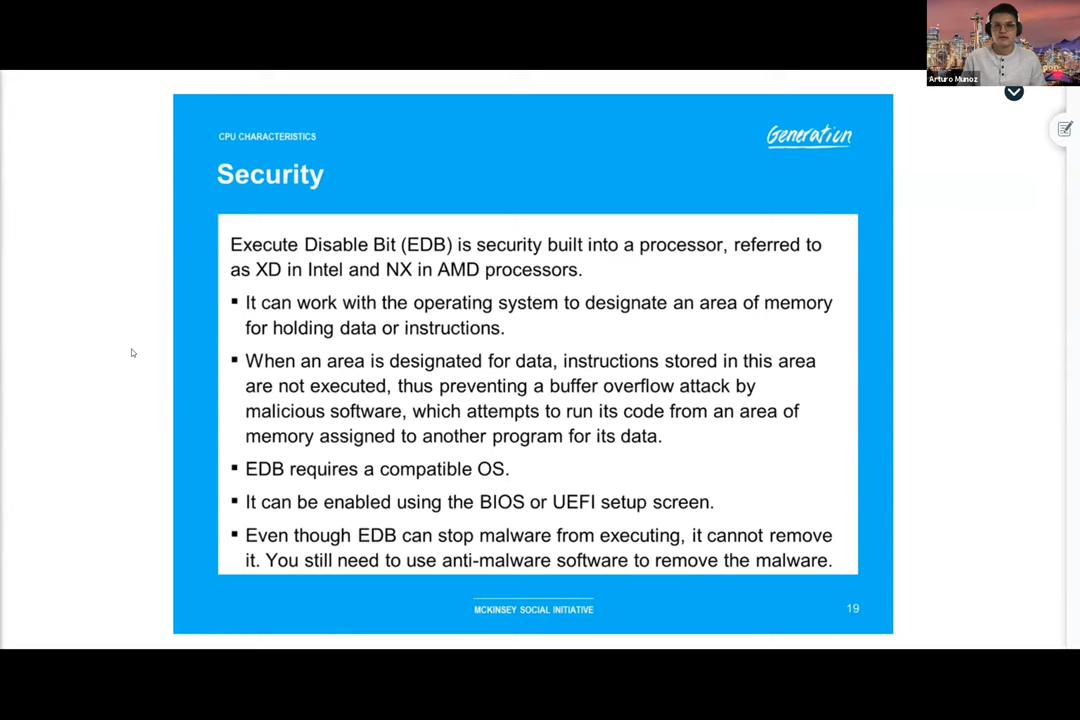 Arturo Munoz
CPU CHARACTERISTICS
Generation
Security
Execute Disable Bit (EDB) is security built into a processor, referred to
as XD in Intel and NX in AMD processors.
▪ It can work with the operating system to designate an area of memory
for holding data or instructions.
▪ When an area is designated for data, instructions stored in this area
are not executed, thus preventing a buffer overflow attack by
malicious software, which attempts to run its code from an area of
memory assigned to another program for its data.
▪ EDB requires a compatible OS.
▪ It can be enabled using the BIOS or UEFI setup screen.
▪ Even though EDB can stop malware from executing, it cannot remove
it. You still need to use anti-malware software to remove the malware.
MCKINSEY SOCIAL INITIATIVE
19